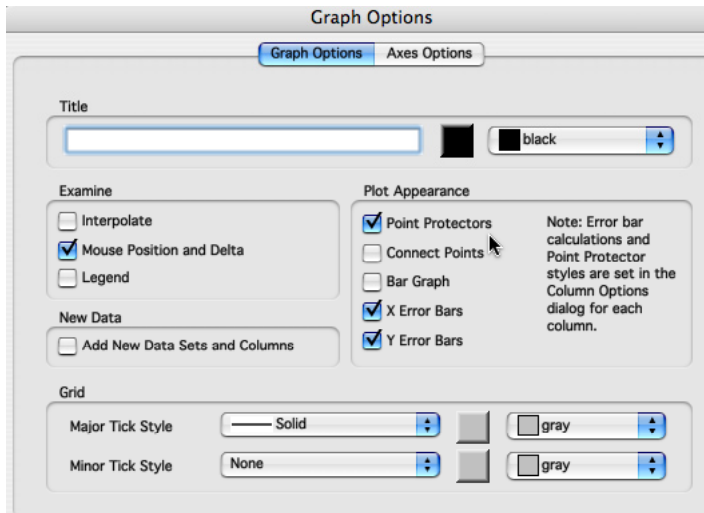 Graph Options
Graph Options Axes Options
Title
black
Examine
Interpolate
Mouse Position and Delta
Legend
New Data
Add New Data Sets and Columns
Plot Appearance
Point Protectors
Connect Points
Bar Graph
X Error Bars
Y Error Bars
Note: Error bar
calculations and
Point Protector
styles are set in the
Column Options
dialog for each
column.
Grid
Major Tick Style Solid gray
Minor Tick Style None gray